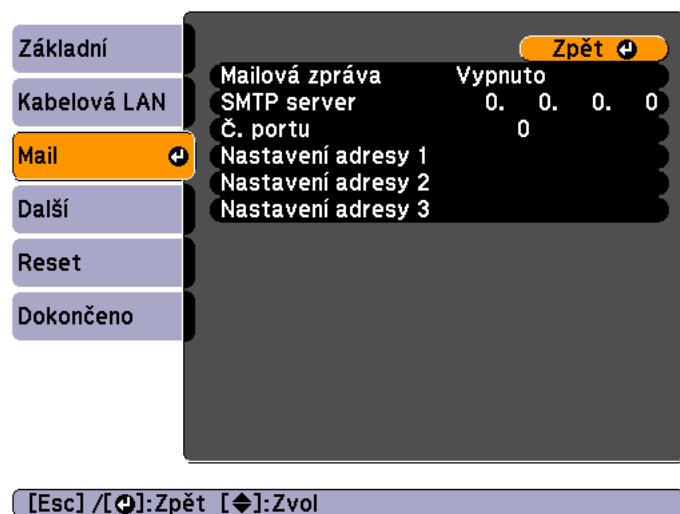 Základní
Kabelová LAN
Mail
Další
Reset
Dokončeno
Zpět
Mailová zpráva Vypnuto
SMTP server 0. 0. 0. 0
Č. portu 0
Nastavení adresy 1
Nastavení adresy 2
Nastavení adresy 3
[Esc] /[⏎]:Zpět [◆]:Zvol